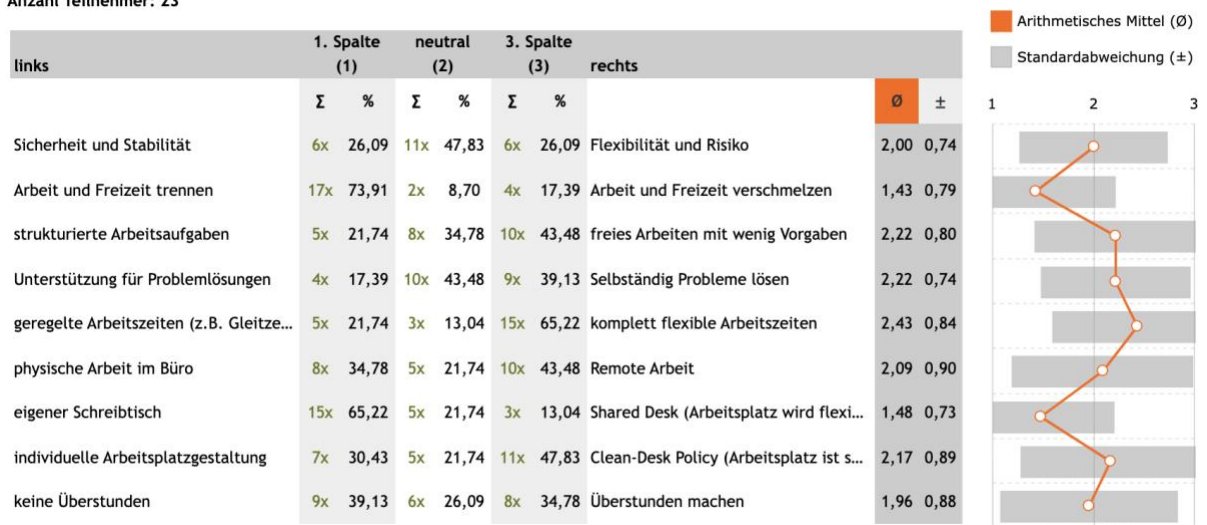 Anzahl Teilnehmer: 23
Arithmetisches Mittel (Ø)
Standardabweichung (±)
1. Spalte neutral 3. Spalte
links (1) (2) (3) rechts
Σ % Σ % Σ % Ø ± 1 2 3
Sicherheit und Stabilität 6x 26,09 11x 47,83 6x 26,09 Flexibilität und Risiko 2,00 0,74
Arbeit und Freizeit trennen 17x 73,91 2x 8,70 4x 17,39 Arbeit und Freizeit verschmelzen 1,43 0,79
strukturierte Arbeitsaufgaben 5x 21,74 8x 34,78 10x 43,48 freies Arbeiten mit wenig Vorgaben 2,22 0,80
Unterstützung für Problemlösungen 4x 17,39 10x 43,48 9x 39,13 Selbständig Probleme lösen 2,22 0,74
geregelte Arbeitszeiten (z.B. Gleitze... 5x 21,74 3x 13,04 15x 65,22 komplett flexible Arbeitszeiten 2,43 0,84
physische Arbeit im Büro 8x 34,78 5x 21,74 10x 43,48 Remote Arbeit 2,09 0,90
eigener Schreibtisch 15x 65,22 5x 21,74 3x 13,04 Shared Desk (Arbeitsplatz wird flexi... 1,48 0,73
individuelle Arbeitsplatzgestaltung 7x 30,43 5x 21,74 11x 47,83 Clean-Desk Policy (Arbeitsplatz ist s... 2,17 0,89
keine Überstunden 9x 39,13 6x 26,09 8x 34,78 Überstunden machen 1,96 0,88